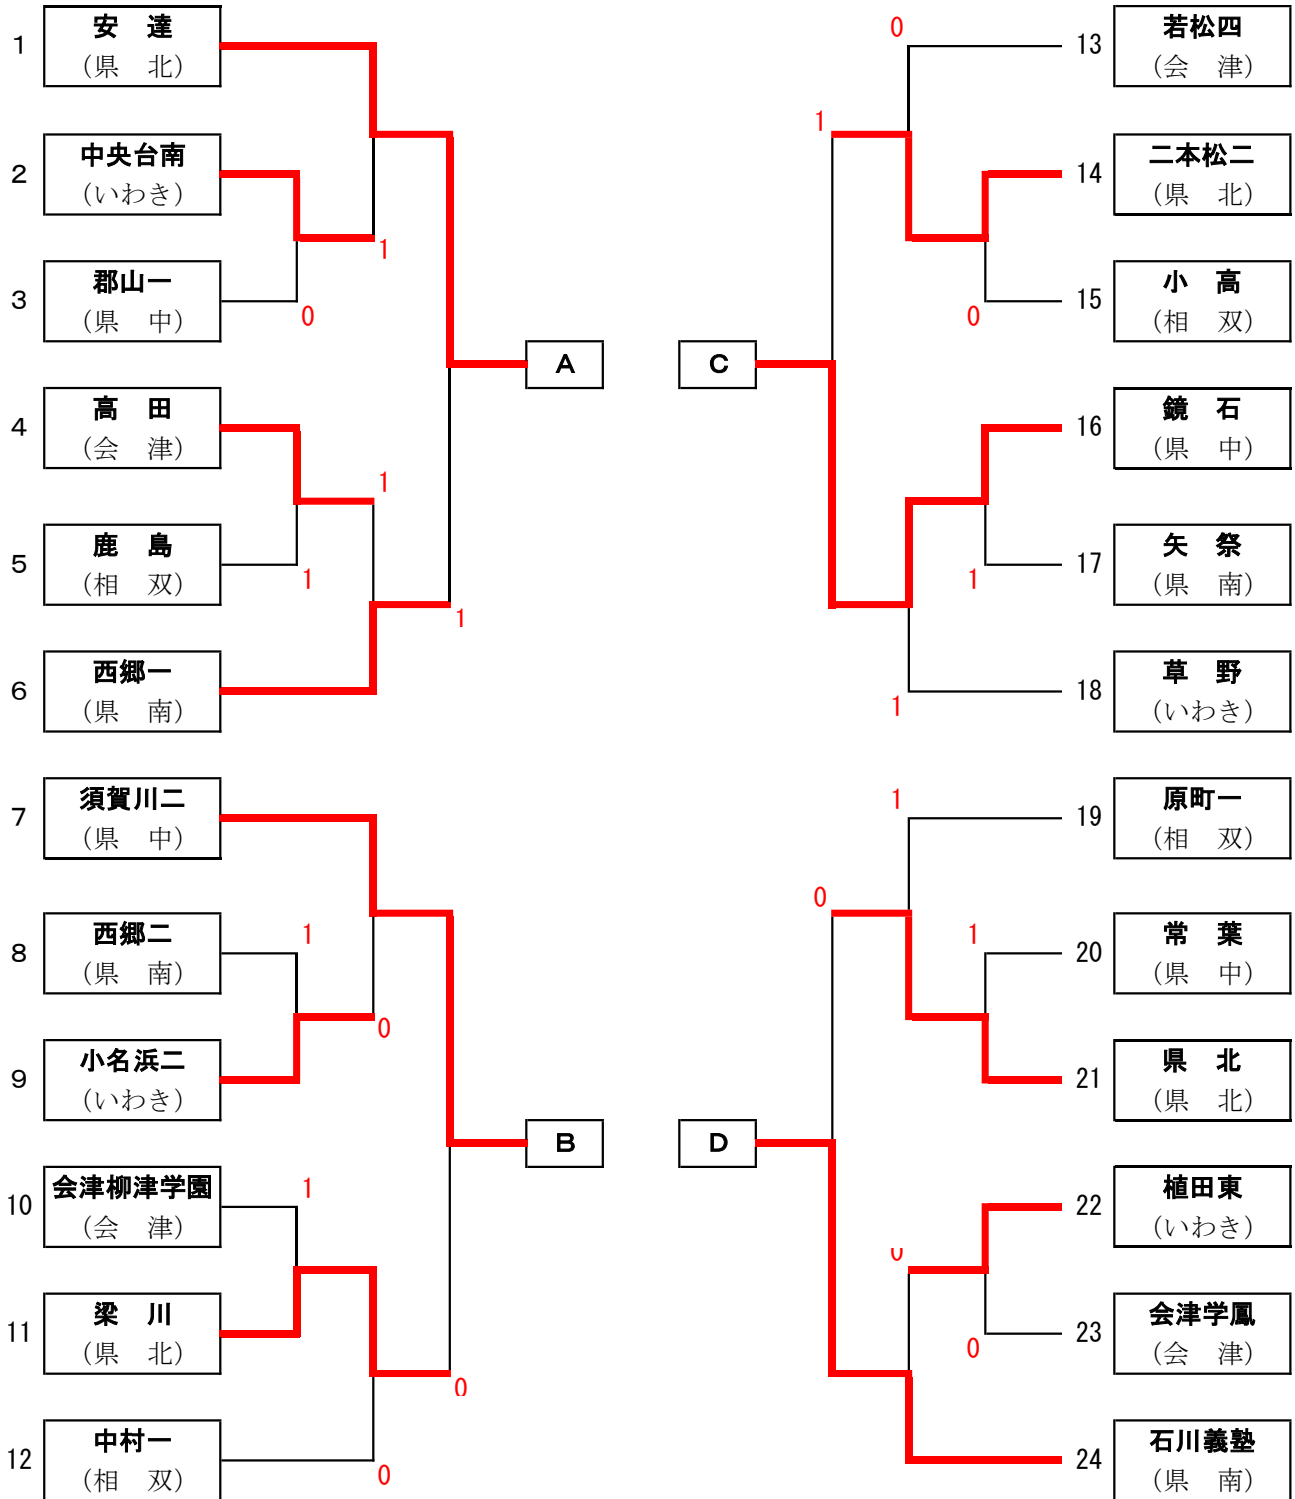 1
安　達
（県　北）
2
中央台南
（いわき）
1
3
郡山一
（県　中）
0
A
4
高　田
（会　津）
1
5
鹿　島
（相　双）
1
1
6
西郷一
（県　南）
7
須賀川二
（県　中）
8
西郷二
（県　南）
1
0
9
小名浜二
（いわき）
B
10
会津柳津学園
（会　津）
1
11
梁　川
（県　北）
0
12
中村一
（相　双）
0
0
13
若松四
（会　津）
1
14
二本松二
（県　北）
0
15
小　高
（相　双）
C
16
鏡　石
（県　中）
1
17
矢　祭
（県　南）
1
18
草　野
（いわき）
1
19
原町一
（相　双）
0
1
20
常　葉
（県　中）
21
県　北
（県　北）
D
22
植田東
（いわき）
0
0
23
会津学鳳
（会　津）
24
石川義塾
（県　南）